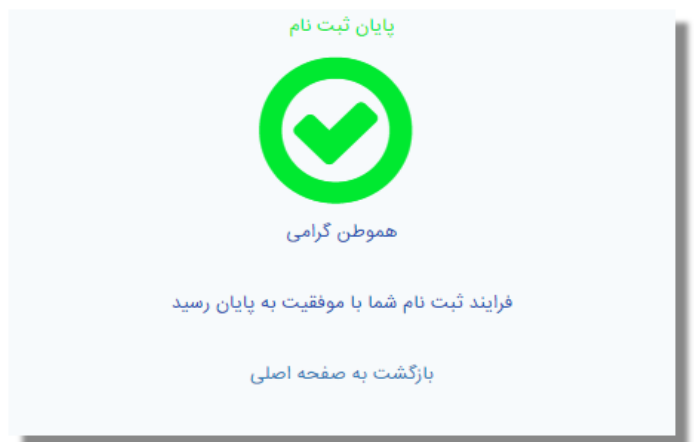 پایان ثبت نام
هموطن گرامی
فرایند ثبت نام شما با موفقیت به پایان رسید
بازگشت به صفحه اصلی